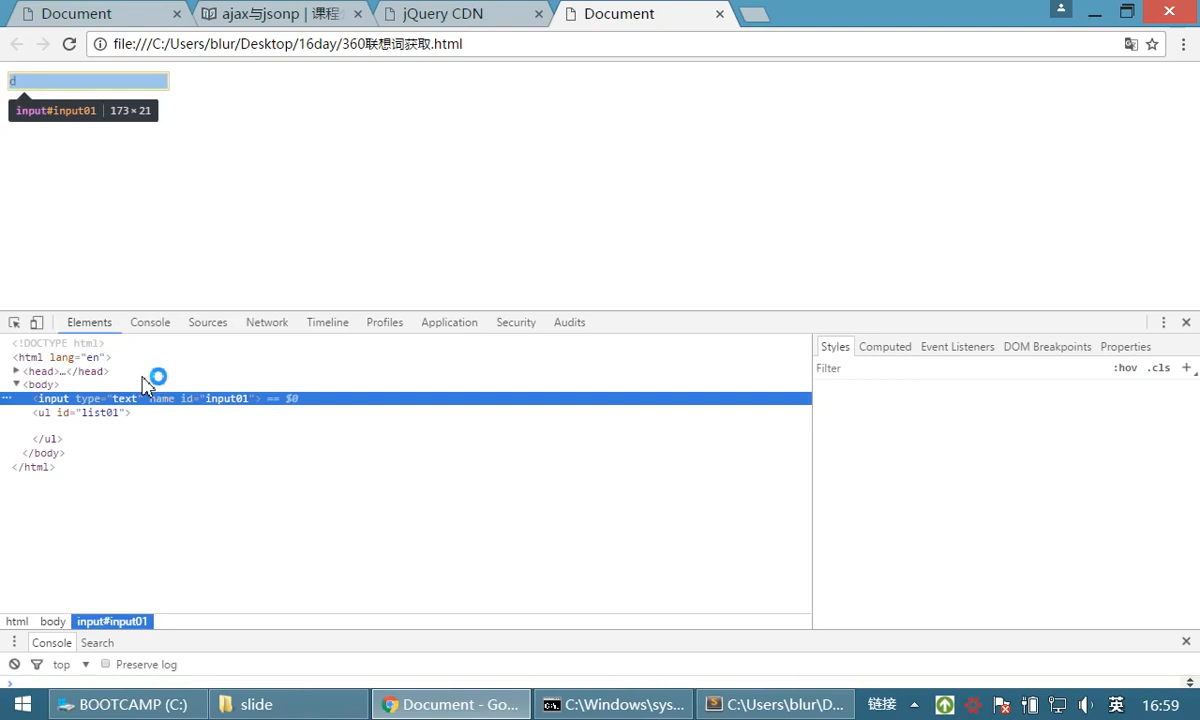 Document
ajax与jsonp | 课程
jQuery CDN
Document
file:///C:/Users/blur/Desktop/16day/360联想词获取.html
d
input#input01 | 173×21
Elements Console Sources Network Timeline Profiles Application Security Audits
<!DOCTYPE html>
<html lang="en">
<head>…</head>
<body>
<input type="text" name id="input01"> == $0
<ul id="list01">
</ul>
</body>
</html>
Styles Computed Event Listeners DOM Breakpoints Properties
Filter :hov .cls +
html body input#input01
Console Search
top Preserve log
BOOTCAMP (C:) slide Document - Go... C:\Windows\sys... C:\Users\blur\D... 链接 英 16:59